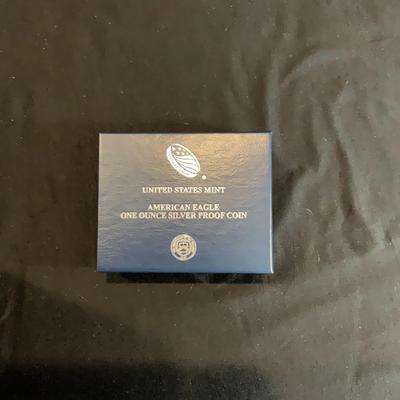 UNITED STATES MINT
AMERICAN EAGLE
ONE OUNCE SILVER PROOF COIN